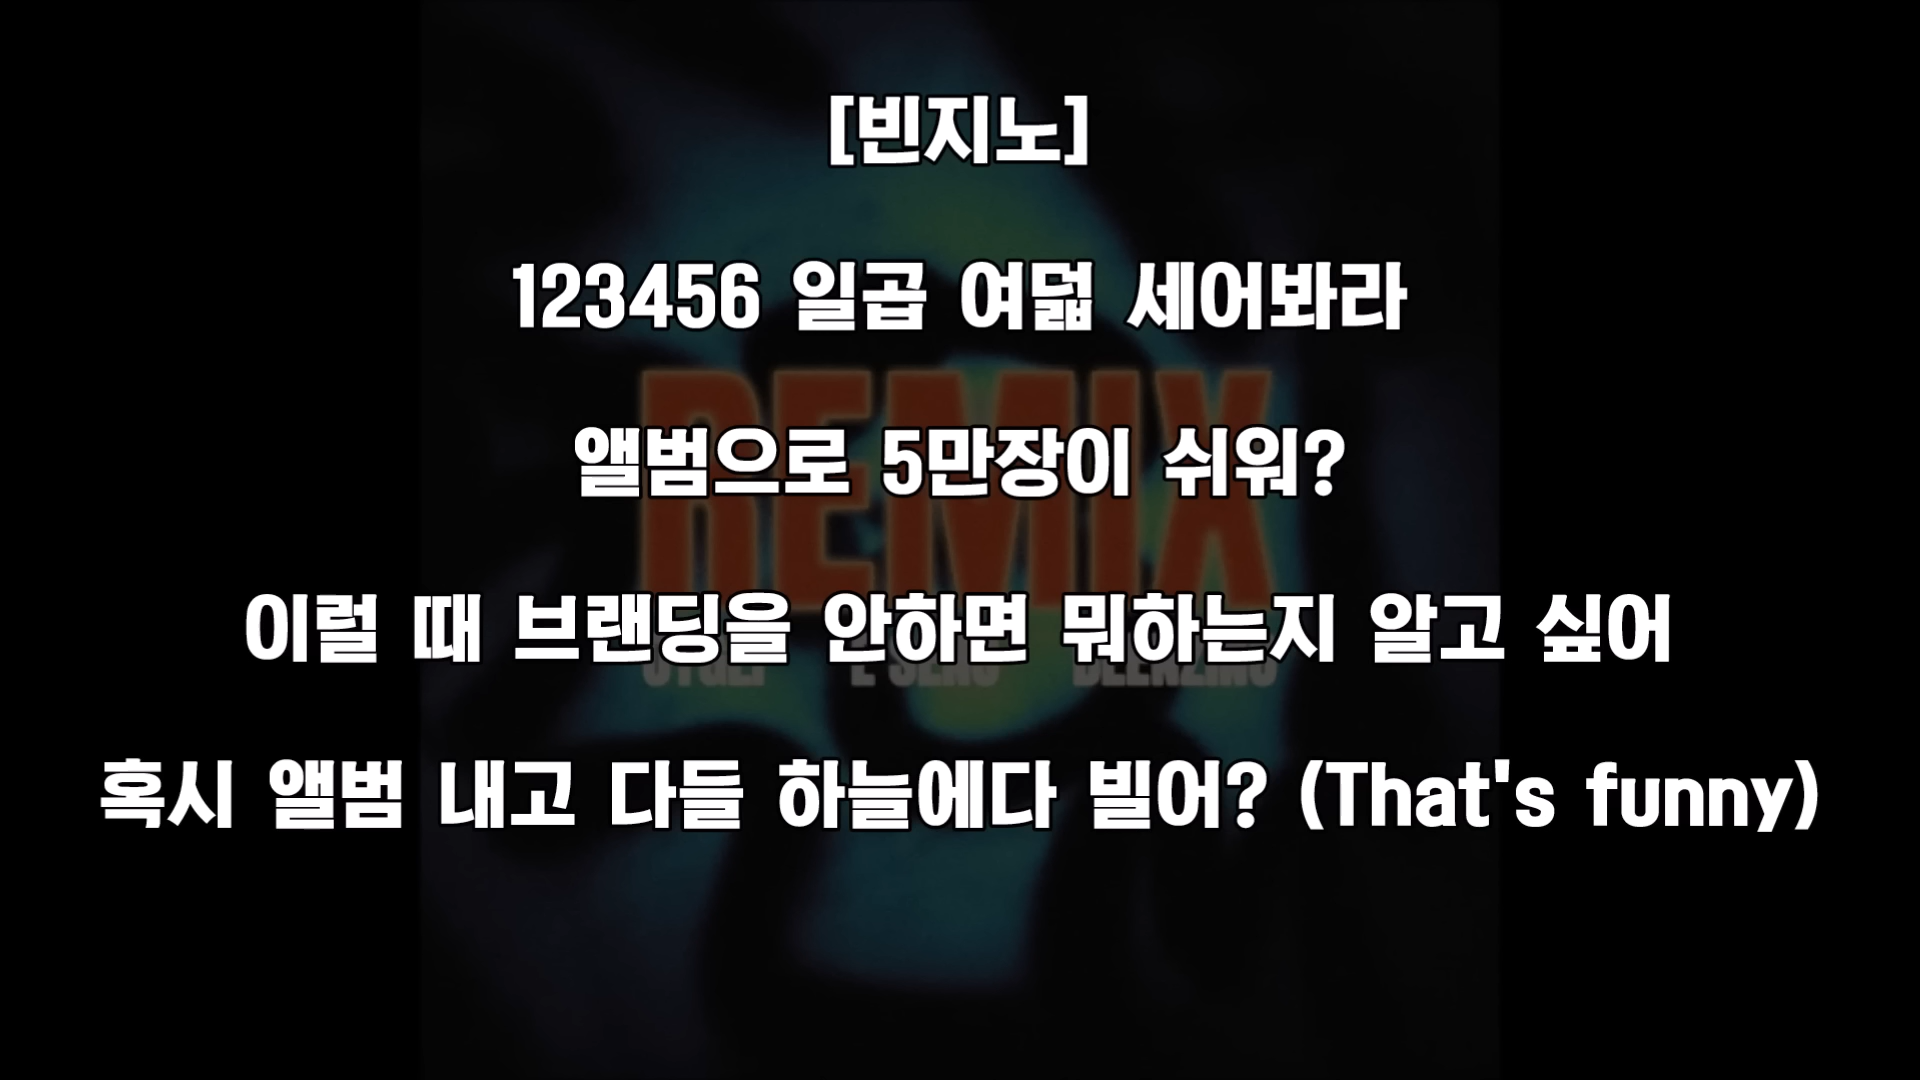 [빈지노]
123456 일곱 여덟 세어봐라
앨범으로 5만장이 쉬워?
REMIX
이럴 때 브랜딩을 안하면 뭐하는지 알고 싶어
E SENS BEENZINO
혹시 앨범 내고 다들 하늘에다 빌어? (That's funny)